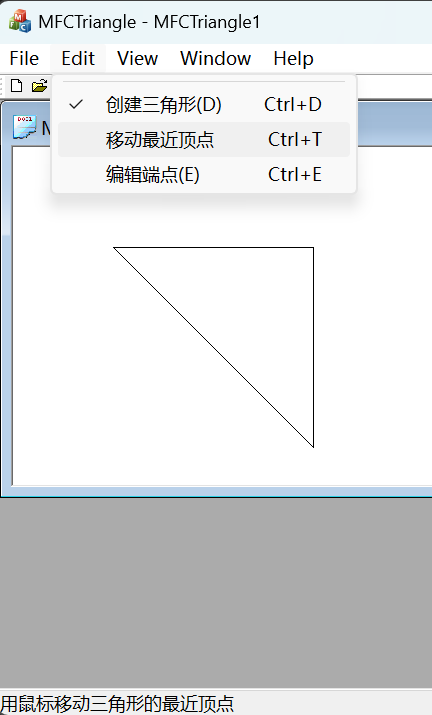 MFCTriangle - MFCTriangle1
File Edit View Window Help
创建三角形(D) Ctrl+D
移动最近顶点 Ctrl+T
编辑端点(E) Ctrl+E
用鼠标移动三角形的最近顶点